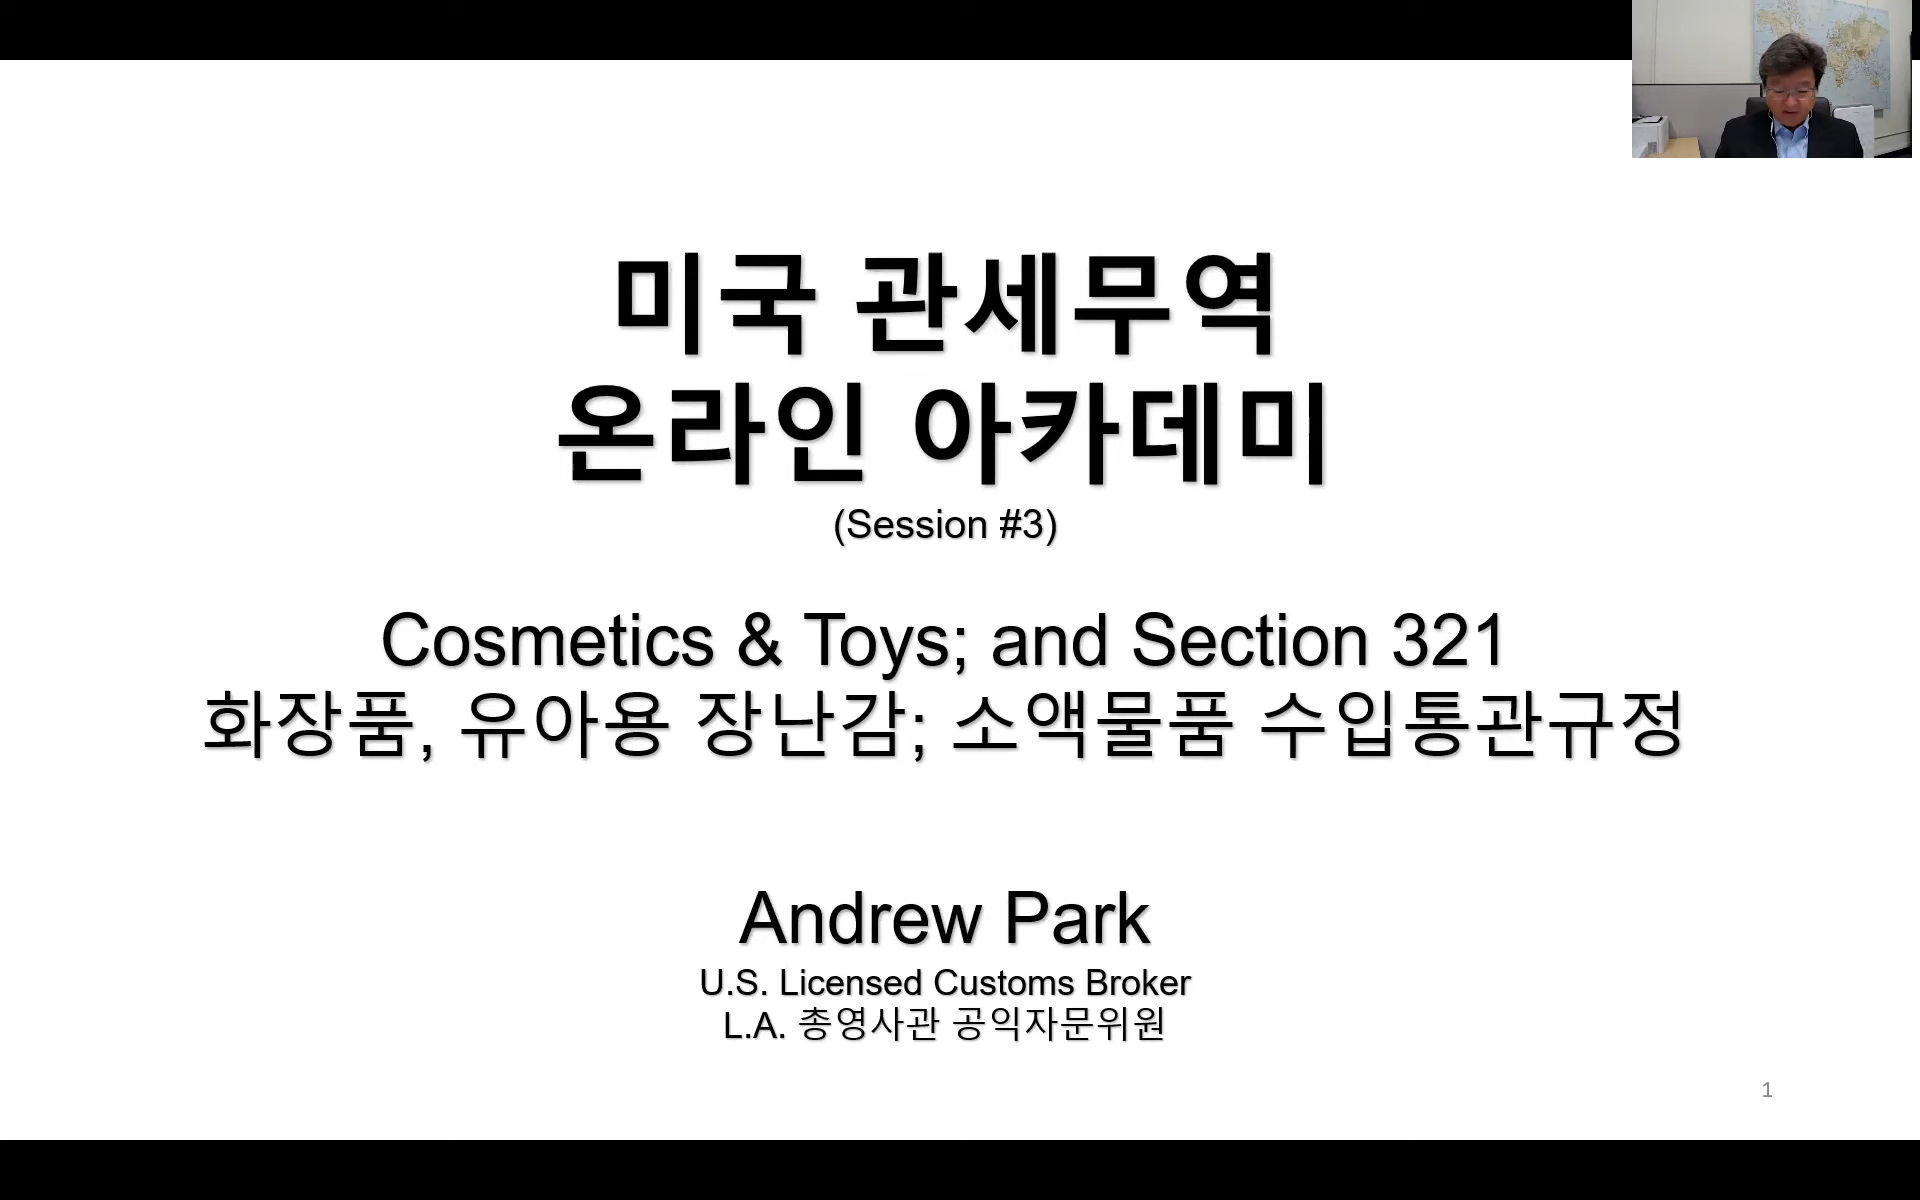 미국 관세무역
온라인 아카데미
(Session #3)
Cosmetics & Toys; and Section 321
화장품, 유아용 장난감; 소액물품 수입통관규정
Andrew Park
U.S. Licensed Customs Broker
L.A. 총영사관 공익자문위원
1